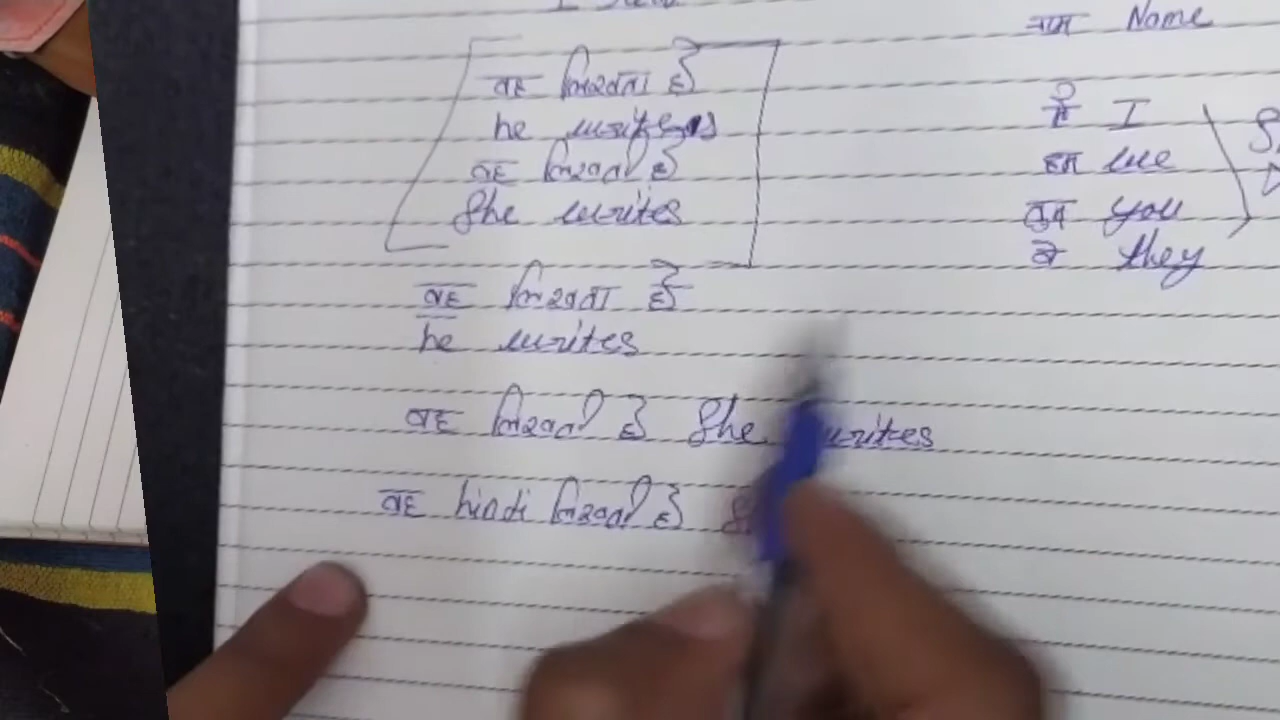 वह लिखता है
he writes
वह लिखती है
She writes
वह लिखता है
he writes
वह लिखती है She writes
वह hindi लिखती है
नाम Name
मैं I
हम we
तुम you
वे they